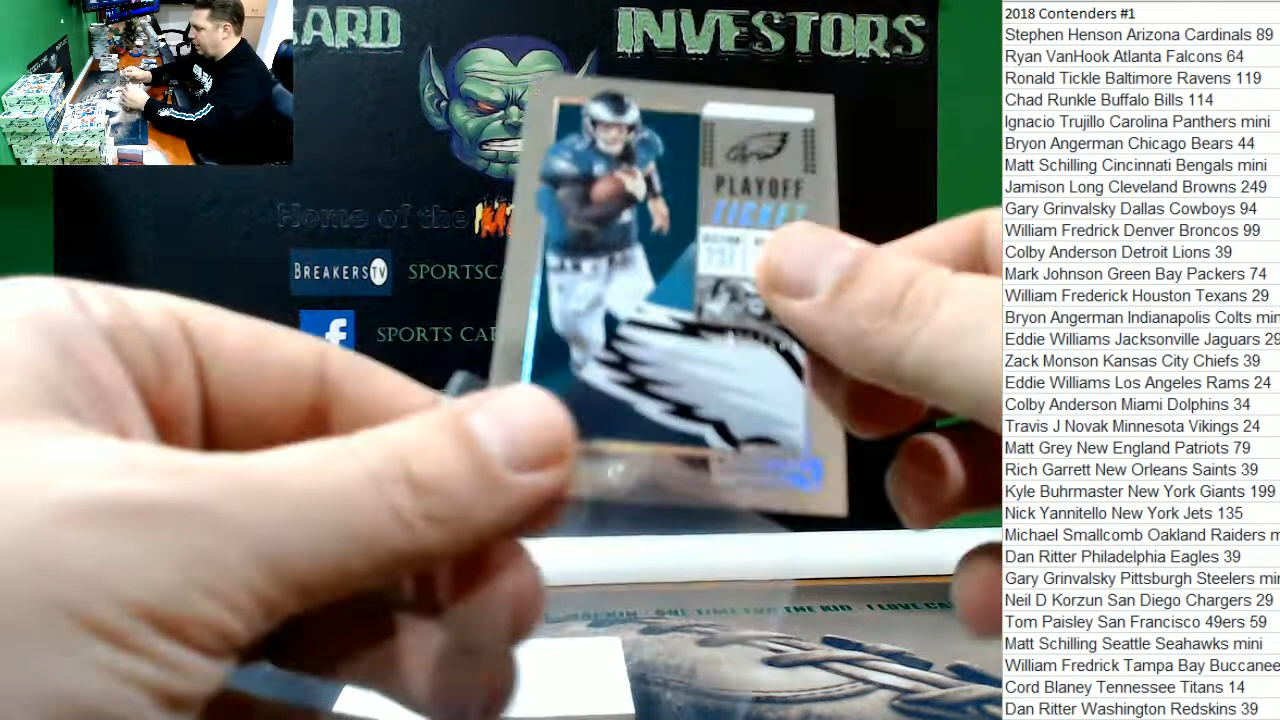 ARD INVESTORS
Home of the
BREAKERS TV SPORTSCA
f SPORTS CAR
PLAYOFF
TICKET
ONE TIME FOR THE KID - I LOVE CA
2018 Contenders #1
Stephen Henson Arizona Cardinals 89
Ryan VanHook Atlanta Falcons 64
Ronald Tickle Baltimore Ravens 119
Chad Runkle Buffalo Bills 114
Ignacio Trujillo Carolina Panthers mini
Bryon Angerman Chicago Bears 44
Matt Schilling Cincinnati Bengals mini
Jamison Long Cleveland Browns 249
Gary Grinvalsky Dallas Cowboys 94
William Fredrick Denver Broncos 99
Colby Anderson Detroit Lions 39
Mark Johnson Green Bay Packers 74
William Frederick Houston Texans 29
Bryon Angerman Indianapolis Colts min
Eddie Williams Jacksonville Jaguars 29
Zack Monson Kansas City Chiefs 39
Eddie Williams Los Angeles Rams 24
Colby Anderson Miami Dolphins 34
Travis J Novak Minnesota Vikings 24
Matt Grey New England Patriots 79
Rich Garrett New Orleans Saints 39
Kyle Buhrmaster New York Giants 199
Nick Yannitello New York Jets 135
Michael Smallcomb Oakland Raiders m
Dan Ritter Philadelphia Eagles 39
Gary Grinvalsky Pittsburgh Steelers min
Neil D Korzun San Diego Chargers 29
Tom Paisley San Francisco 49ers 59
Matt Schilling Seattle Seahawks mini
William Fredrick Tampa Bay Buccanee
Cord Blaney Tennessee Titans 14
Dan Ritter Washington Redskins 39